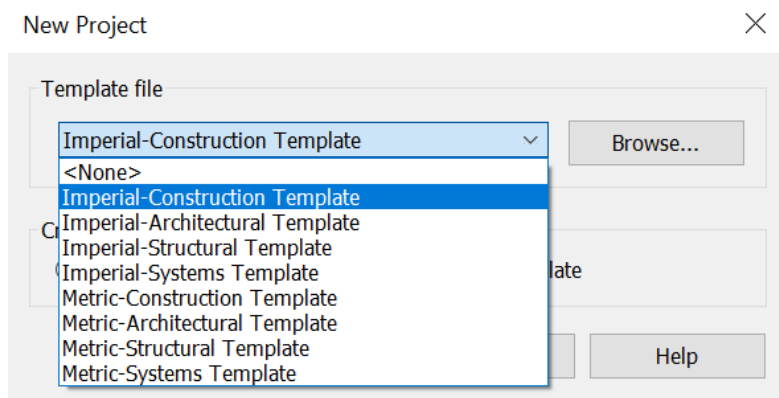 New Project
Template file
Imperial-Construction Template
Browse...
<None>
Imperial-Construction Template
Imperial-Architectural Template
Imperial-Structural Template
Imperial-Systems Template
Metric-Construction Template
Metric-Architectural Template
Metric-Structural Template
Metric-Systems Template
Help